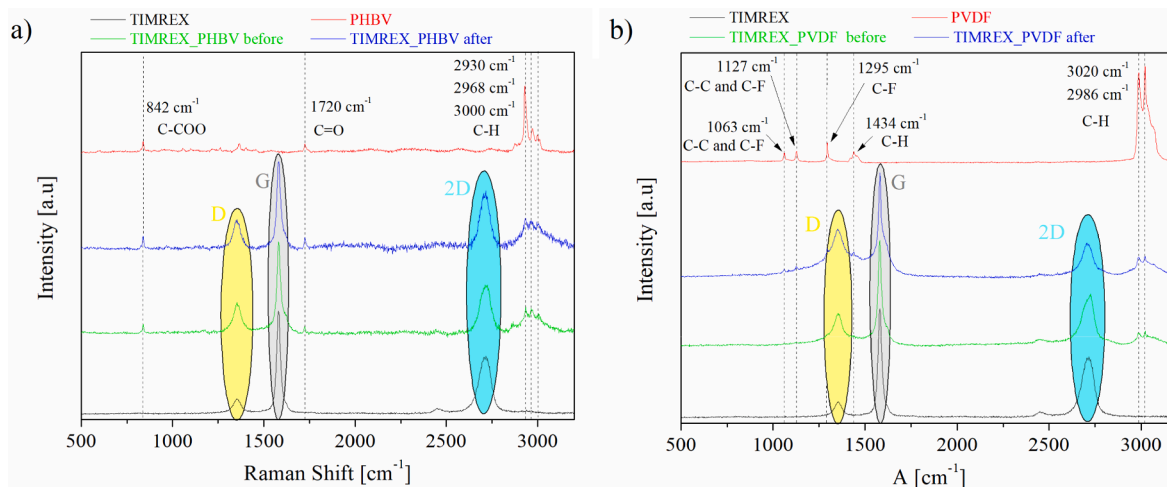 a)
TIMREX PHBV
TIMREX_PHBV before TIMREX_PHBV after
842 cm⁻¹
C-COO
1720 cm⁻¹
C=O
2930 cm⁻¹
2968 cm⁻¹
3000 cm⁻¹
C-H
D
G
2D
Intensity [a.u]
500 1000 1500 2000 2500 3000
Raman Shift [cm⁻¹]
b)
TIMREX PVDF
TIMREX_PVDF before TIMREX_PVDF after
1127 cm⁻¹
C-C and C-F
1295 cm⁻¹
C-F
1063 cm⁻¹
C-C and C-F
1434 cm⁻¹
C-H
3020 cm⁻¹
2986 cm⁻¹
C-H
D
G
2D
Intensity [a.u]
500 1000 1500 2000 2500 3000
A [cm⁻¹]